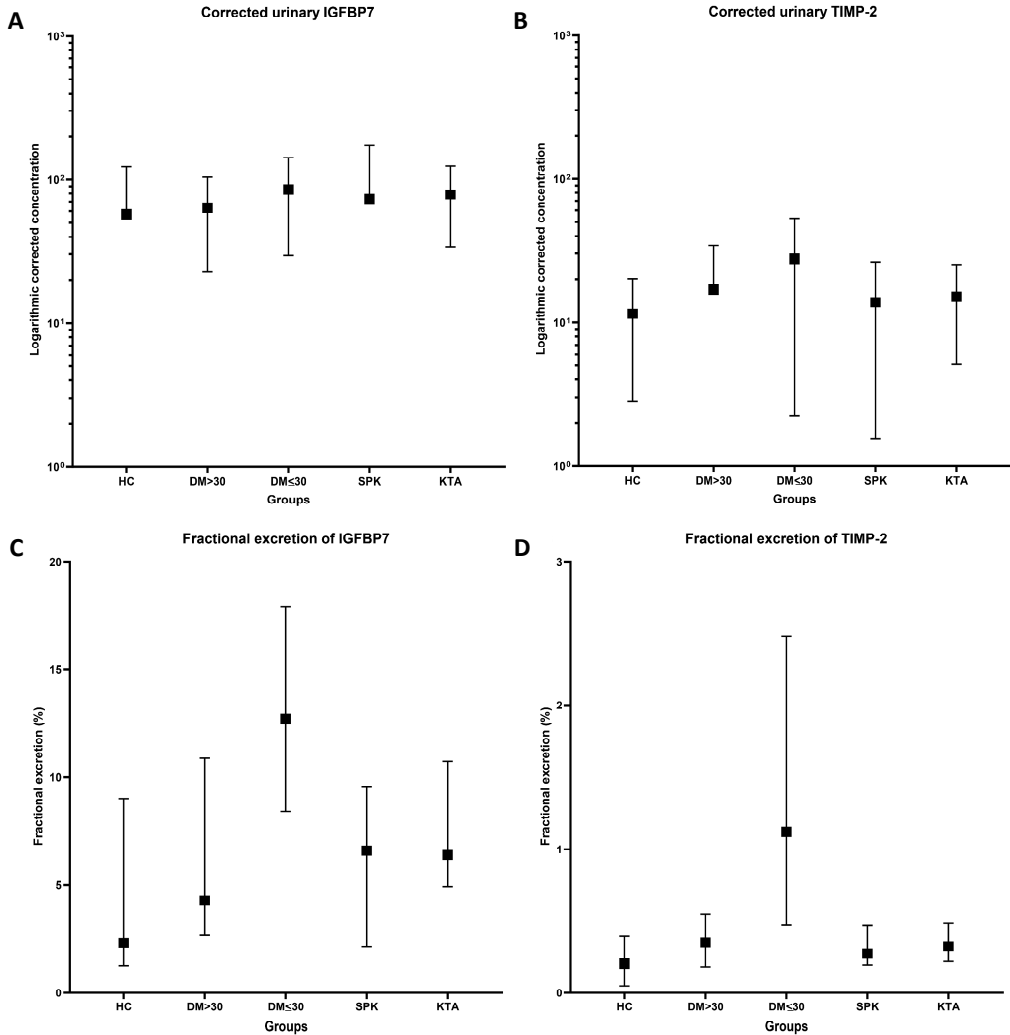 A
Corrected urinary IGFBP7
Logarithmic corrected concentration
10³
10²
10¹
10⁰
HC DM>30 DM≤30 SPK KTA
Groups
B
Corrected urinary TIMP-2
Logarithmic corrected concentration
10³
10²
10¹
10⁰
HC DM>30 DM≤30 SPK KTA
Groups
C
Fractional excretion of IGFBP7
Fractional excretion (%)
20
15
10
5
0
HC DM>30 DM≤30 SPK KTA
Groups
D
Fractional excretion of TIMP-2
Fractional excretion (%)
3
2
1
0
HC DM>30 DM≤30 SPK KTA
Groups